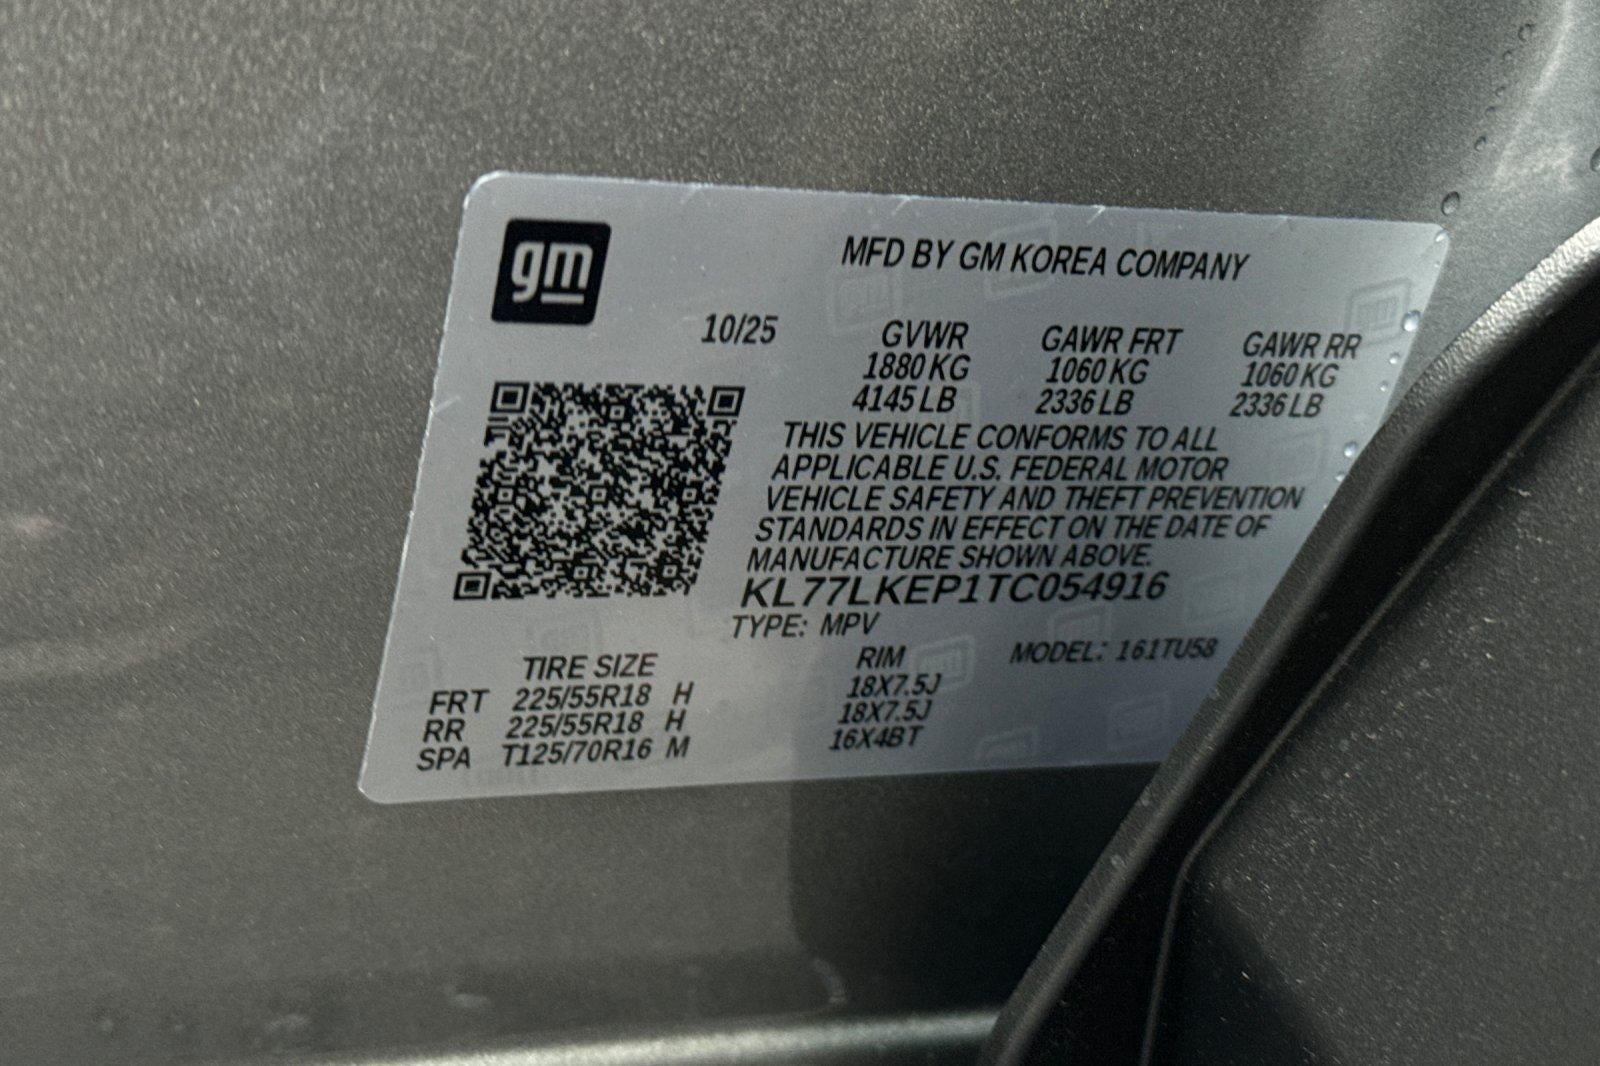 gm
MFD BY GM KOREA COMPANY
10/25
GVWR GAWR FRT GAWR RR
1880 KG 1060 KG 1060 KG
4145 LB 2336 LB 2336 LB
THIS VEHICLE CONFORMS TO ALL
APPLICABLE U.S. FEDERAL MOTOR
VEHICLE SAFETY AND THEFT PREVENTION
STANDARDS IN EFFECT ON THE DATE OF
MANUFACTURE SHOWN ABOVE.
KL77LKEP1TC054916
TYPE: MPV
MODEL: 161TU58
TIRE SIZE RIM
FRT 225/55R18 H 18X7.5J
RR 225/55R18 H 18X7.5J
SPA T125/70R16 M 16X4BT